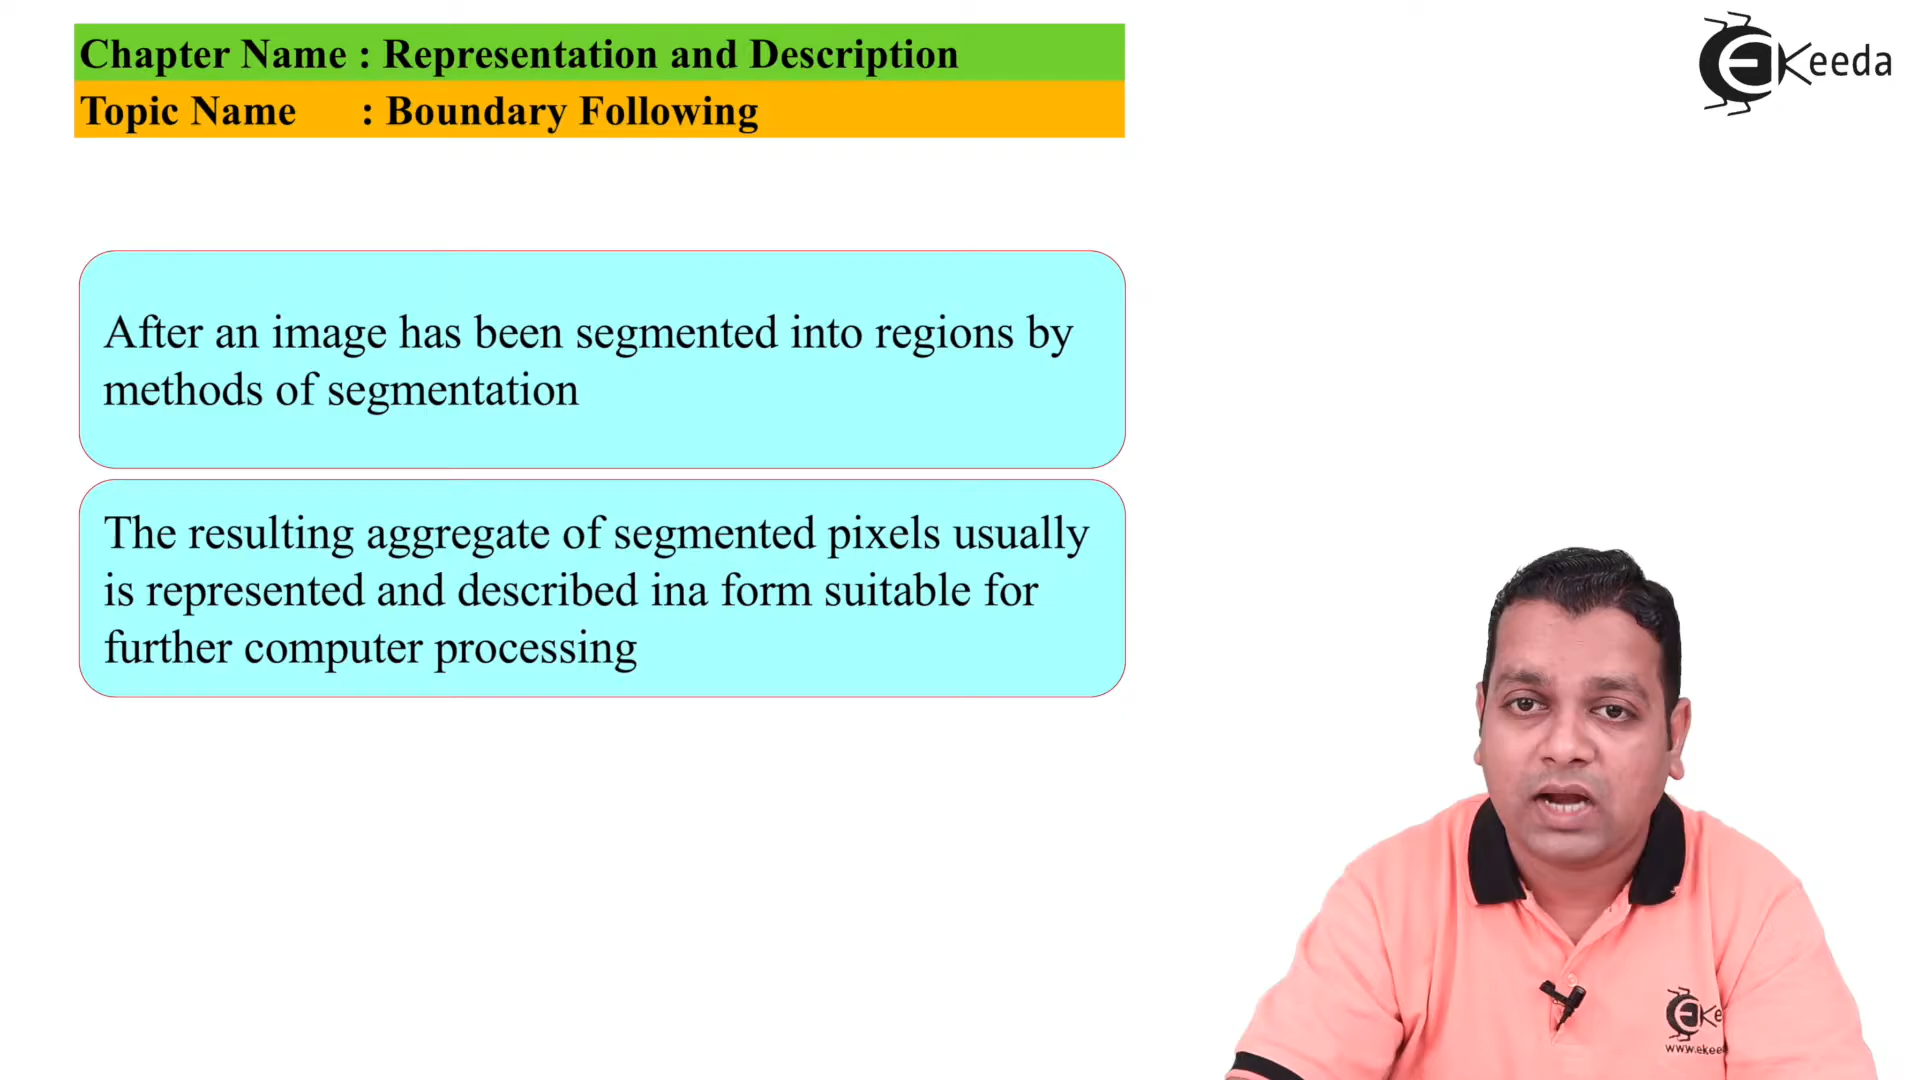 Chapter Name : Representation and Description
Topic Name : Boundary Following
EKeeda
After an image has been segmented into regions by
methods of segmentation
The resulting aggregate of segmented pixels usually
is represented and described ina form suitable for
further computer processing